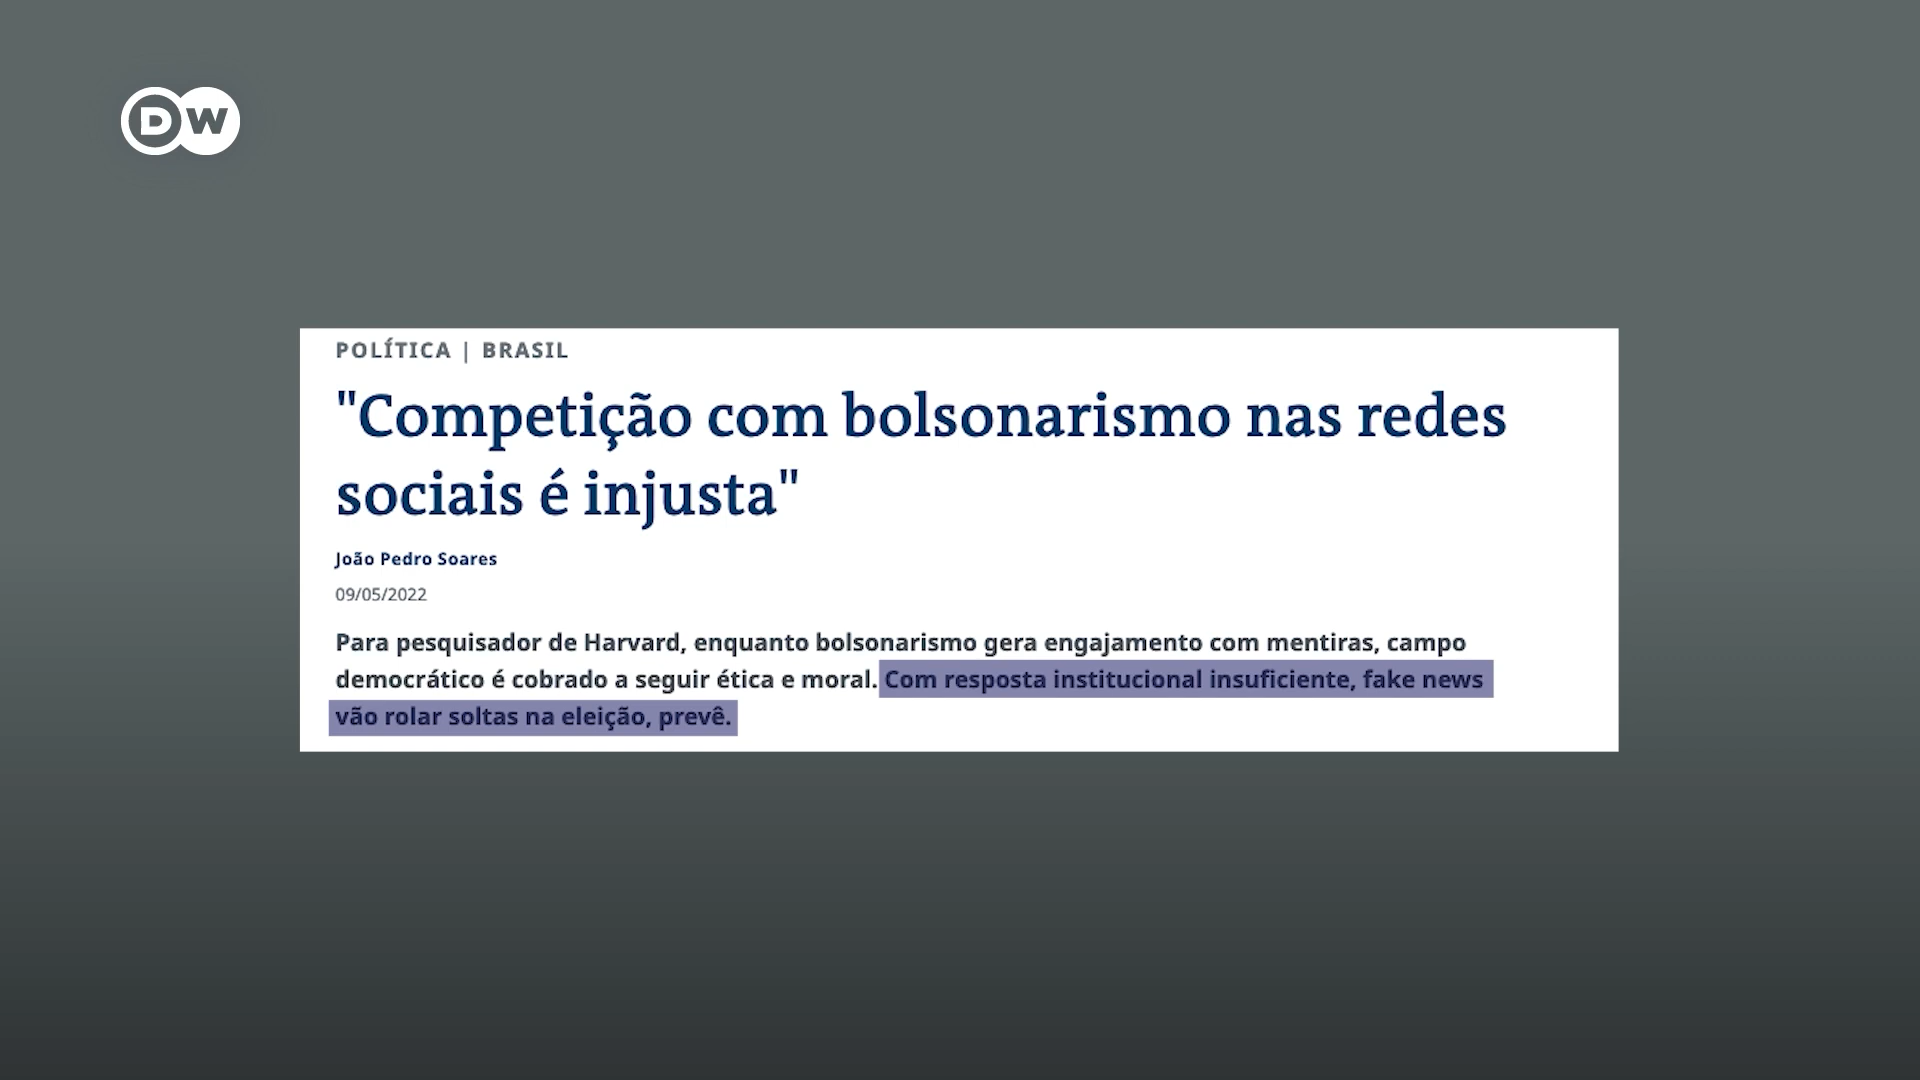 DW
POLÍTICA | BRASIL
"Competição com bolsonarismo nas redes
sociais é injusta"
João Pedro Soares
09/05/2022
Para pesquisador de Harvard, enquanto bolsonarismo gera engajamento com mentiras, campo
democrático é cobrado a seguir ética e moral. Com resposta institucional insuficiente, fake news
vão rolar soltas na eleição, prevê.